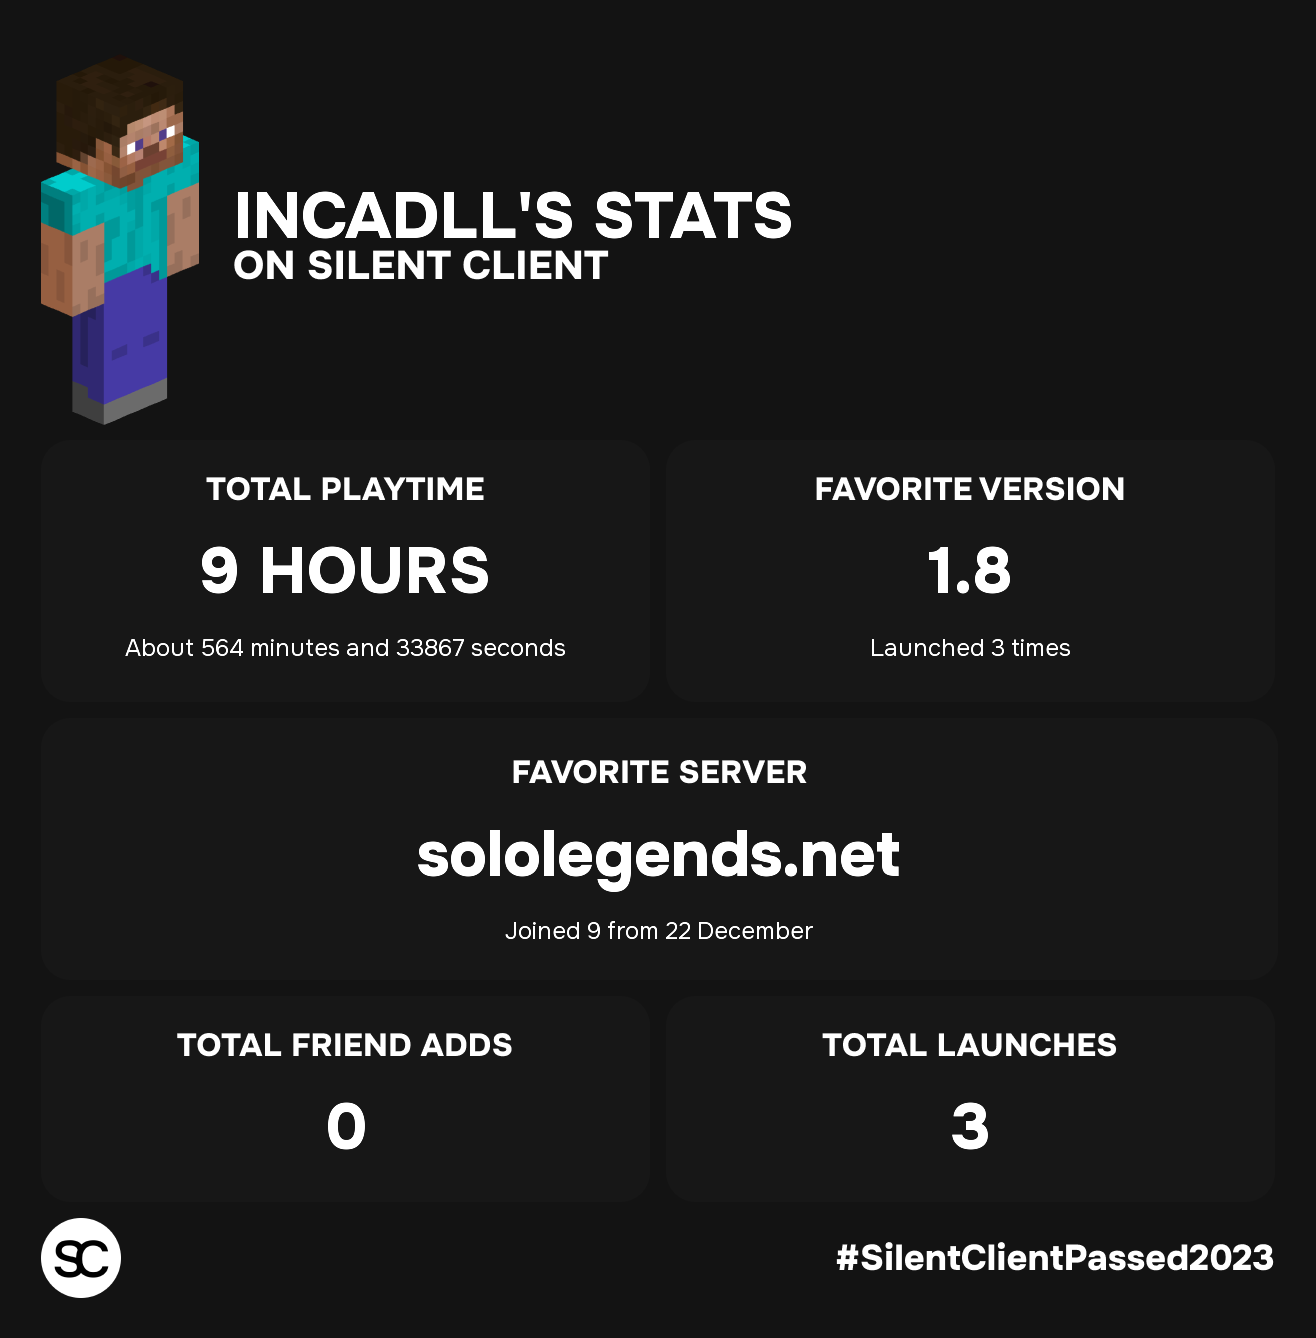 INCADLL'S STATS
ON SILENT CLIENT
TOTAL PLAYTIME
9 HOURS
About 564 minutes and 33867 seconds
FAVORITE VERSION
1.8
Launched 3 times
FAVORITE SERVER
sololegends.net
Joined 9 from 22 December
TOTAL FRIEND ADDS
0
TOTAL LAUNCHES
3
SC
#SilentClientPassed2023